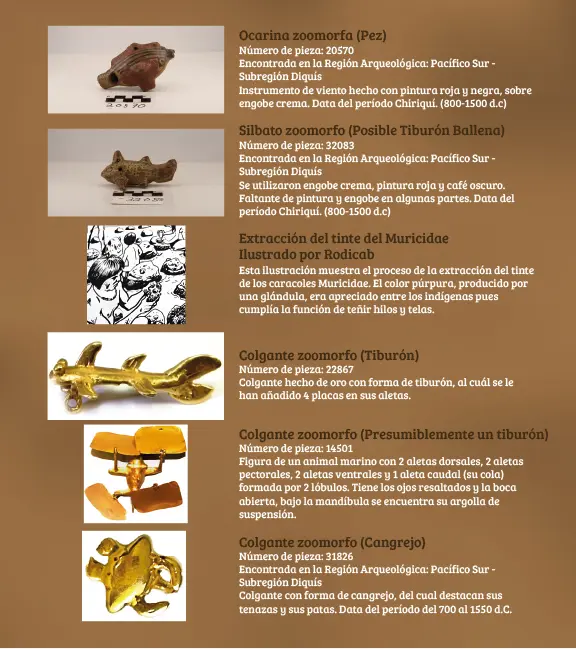 Ocarina zoomorfa (Pez)
Número de pieza: 20570
Encontrada en la Región Arqueológica: Pacífico Sur -
Subregión Diquís
Instrumento de viento hecho con pintura roja y negra, sobre
engobe crema. Data del período Chiriquí. (800-1500 d.c)
20570
Silbato zoomorfo (Posible Tiburón Ballena)
Número de pieza: 32083
Encontrada en la Región Arqueológica: Pacífico Sur -
Subregión Diquís
Se utilizaron engobe crema, pintura roja y café oscuro.
Faltante de pintura y engobe en algunas partes. Data del
período Chiriquí. (800-1500 d.c)
Extracción del tinte del Muricidae
Ilustrado por Rodicab
Esta ilustración muestra el proceso de la extracción del tinte
de los caracoles Muricidae. El color púrpura, producido por
una glándula, era apreciado entre los indígenas pues
cumplía la función de teñir hilos y telas.
Colgante zoomorfo (Tiburón)
Número de pieza: 22867
Colgante hecho de oro con forma de tiburón, al cuál se le
han añadido 4 placas en sus aletas.
Colgante zoomorfo (Presumiblemente un tiburón)
Número de pieza: 14501
Figura de un animal marino con 2 aletas dorsales, 2 aletas
pectorales, 2 aletas ventrales y 1 aleta caudal (su cola)
formada por 2 lóbulos. Tiene los ojos resaltados y la boca
abierta, bajo la mandíbula se encuentra su argolla de
suspensión.
Colgante zoomorfo (Cangrejo)
Número de pieza: 31826
Encontrada en la Región Arqueológica: Pacífico Sur -
Subregión Diquís
Colgante con forma de cangrejo, del cual destacan sus
tenazas y sus patas. Data del período del 700 al 1550 d.C.